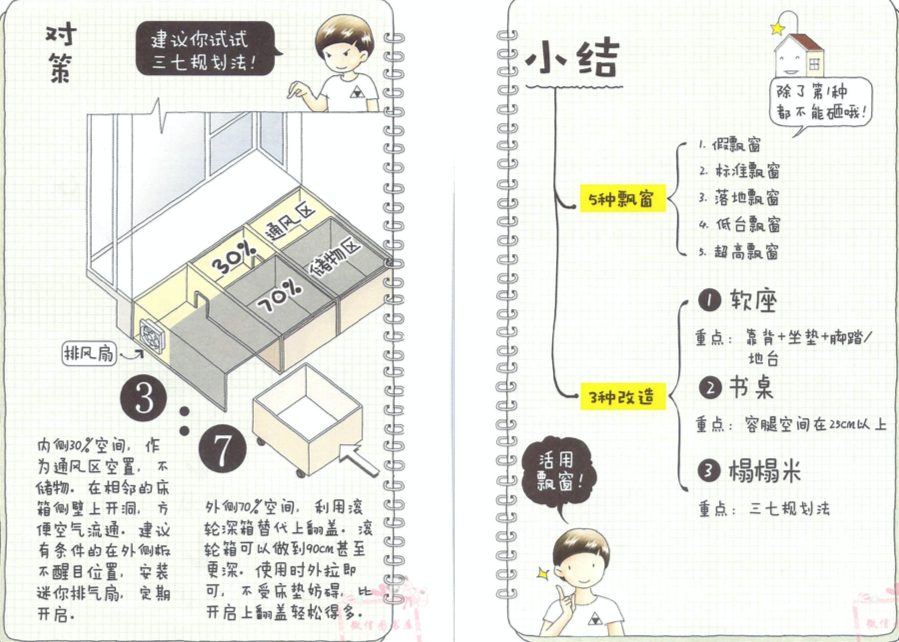 对
策
建议你试试
三七规划法！
30%
通风区
70%
储物区
排风扇
3
:
7
内侧30%空间，作
为通风区空置，不
储物。在相邻的床
箱侧壁上开洞，方
便空气流通。建议
有条件的在外侧板
不醒目位置，安装
迷你排气扇，定期
开启。
外侧70%空间，利用滚
轮深箱替代上翻盖。滚
轮箱可以做到90cm甚至
更深。使用时外拉即
可，不受床垫妨碍，比
开启上翻盖轻松得多。
小结
除了第1种
都不能砸哦！
5种飘窗
1. 假飘窗
2. 标准飘窗
3. 落地飘窗
4. 低台飘窗
5. 超高飘窗
3种改造
1 软座
重点：靠背+坐垫+脚踏/
地台
2 书桌
重点：容腿空间在25cm以上
3 榻榻米
重点：三七规划法
活用
飘窗！